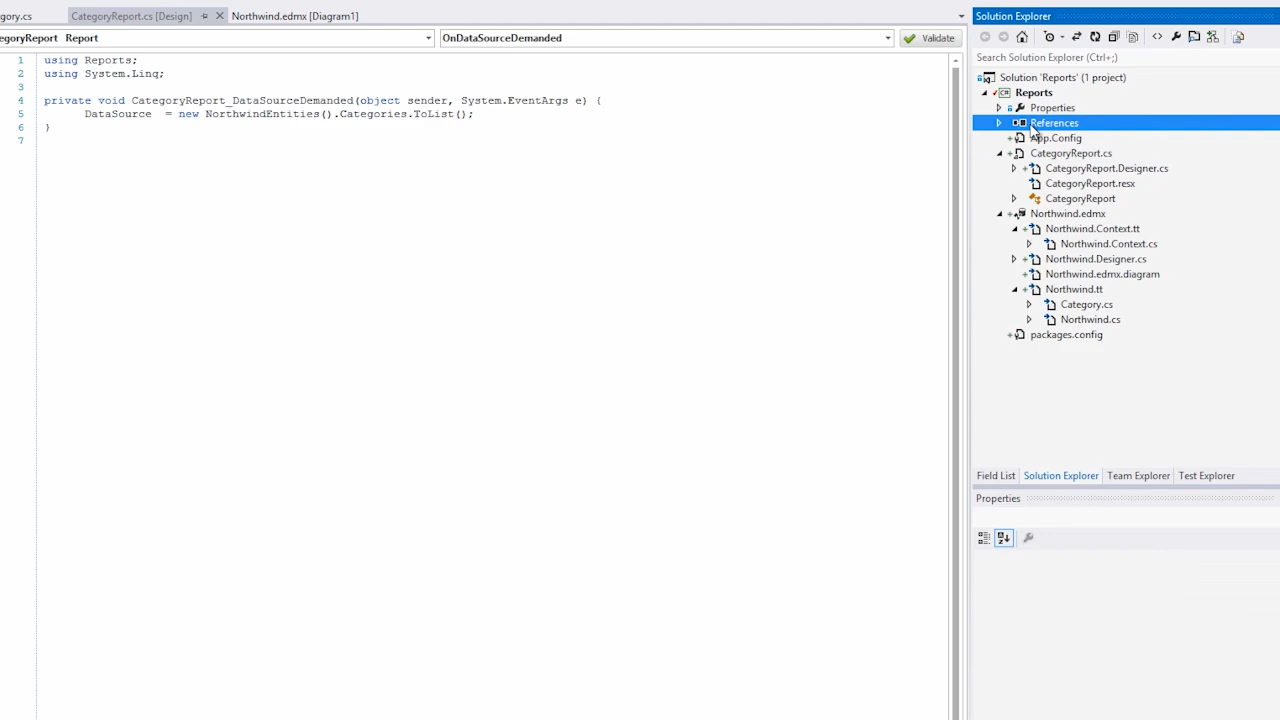 gory.cs
CategoryReport.cs [Design]
Northwind.edmx [Diagram1]
egoryReport Report
OnDataSourceDemanded
Validate
1 using Reports;
2 using System.Linq;
3
4 private void CategoryReport_DataSourceDemanded(object sender, System.EventArgs e) {
5 DataSource = new NorthwindEntities().Categories.ToList();
6 }
7
Solution Explorer
Search Solution Explorer (Ctrl+;)
Solution 'Reports' (1 project)
Reports
Properties
References
App.Config
CategoryReport.cs
CategoryReport.Designer.cs
CategoryReport.resx
CategoryReport
Northwind.edmx
Northwind.Context.tt
Northwind.Context.cs
Northwind.Designer.cs
Northwind.edmx.diagram
Northwind.tt
Category.cs
Northwind.cs
packages.config
Field List Solution Explorer Team Explorer Test Explorer
Properties